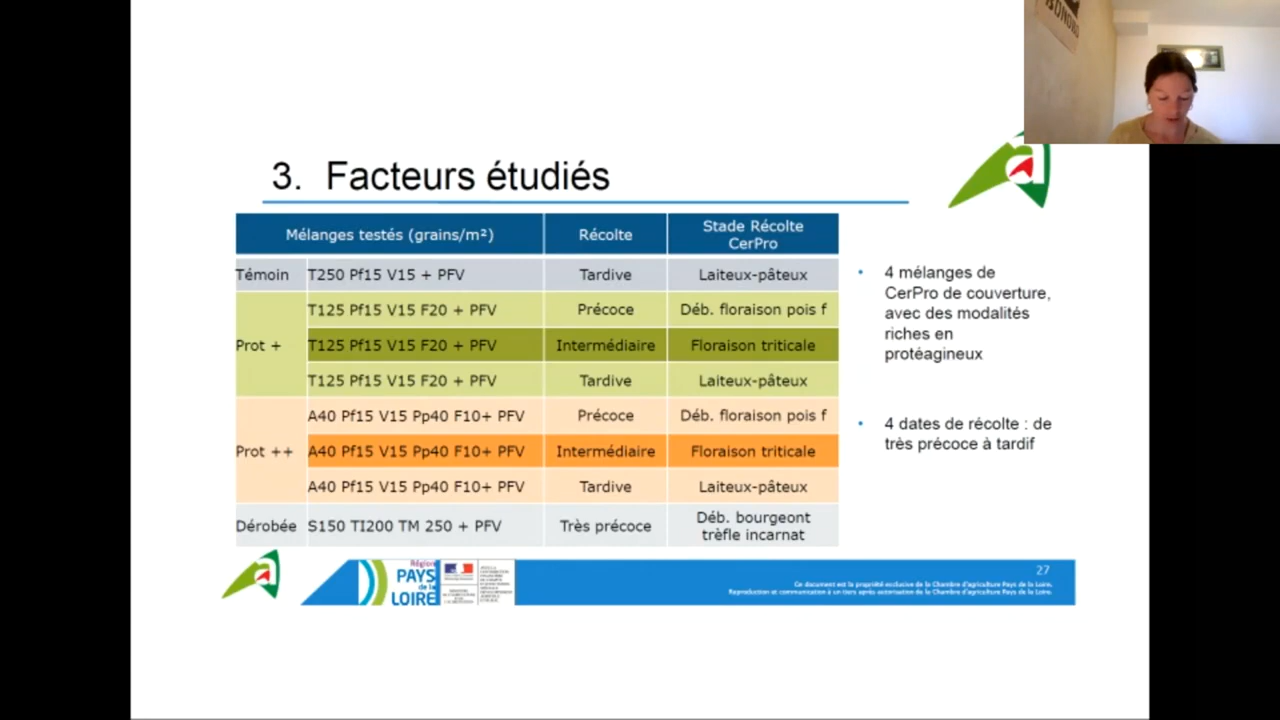 3. Facteurs étudiés
Mélanges testés (grains/m²) Récolte Stade Récolte
CerPro
Témoin T250 Pf15 V15 + PFV Tardive Laiteux-pâteux
T125 Pf15 V15 F20 + PFV Précoce Déb. floraison pois f
Prot + T125 Pf15 V15 F20 + PFV Intermédiaire Floraison triticale
T125 Pf15 V15 F20 + PFV Tardive Laiteux-pâteux
A40 Pf15 V15 Pp40 F10+ PFV Précoce Déb. floraison pois f
Prot ++ A40 Pf15 V15 Pp40 F10+ PFV Intermédiaire Floraison triticale
A40 Pf15 V15 Pp40 F10+ PFV Tardive Laiteux-pâteux
Dérobée S150 TI200 TM 250 + PFV Très précoce Déb. bourgeont
trèfle incarnat
• 4 mélanges de
CerPro de couverture,
avec des modalités
riches en
protéagineux
• 4 dates de récolte : de
très précoce à tardif
Région
PAYS
de la
LOIRE
27
Ce document est la propriété exclusive de la Chambre d'agriculture Pays de la Loire.
Reproduction et communication à un tiers après autorisation de la Chambre d'agriculture Pays de la Loire.